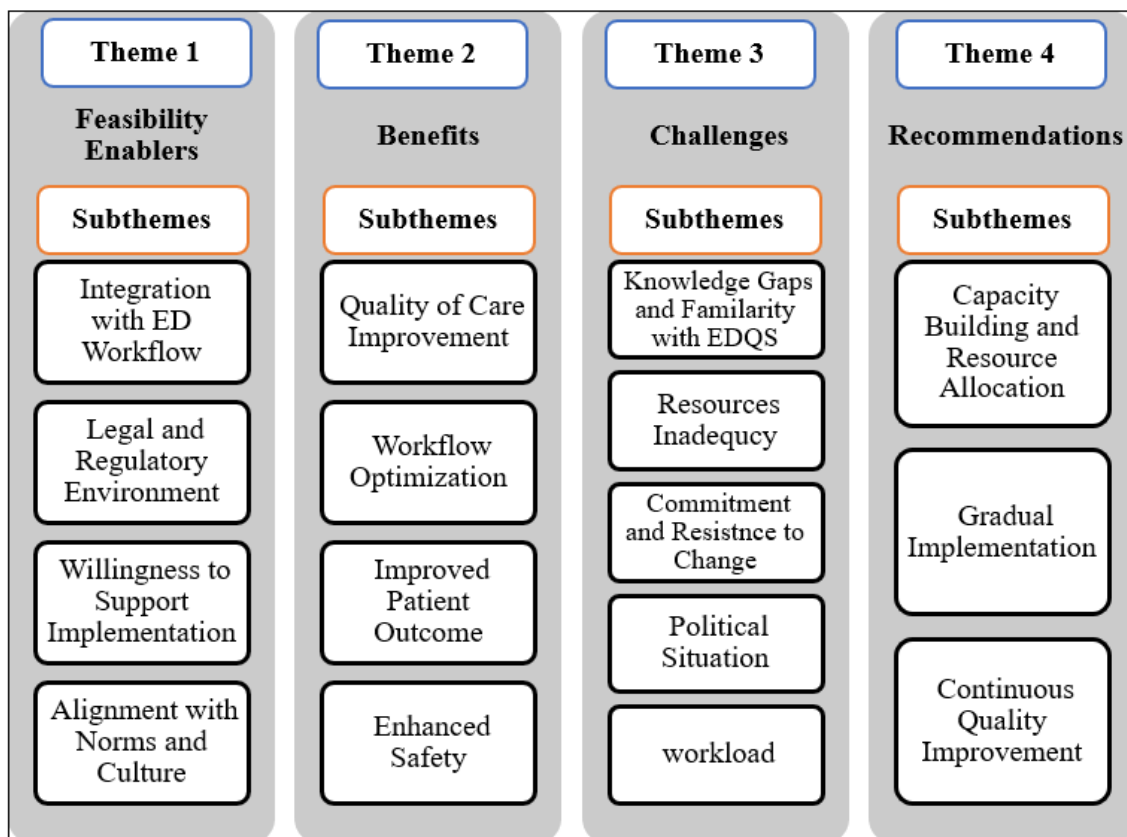 Theme 1
Feasibility
Enablers
Subthemes
Integration
with ED
Workflow
Legal and
Regulatory
Environment
Willingness to
Support
Implementation
Alignment with
Norms and
Culture
Theme 2
Benefits
Subthemes
Quality of Care
Improvement
Workflow
Optimization
Improved
Patient
Outcome
Enhanced
Safety
Theme 3
Challenges
Subthemes
Knowledge Gaps
and Familarity
with EDQS
Resources
Inadequcy
Commitment
and Resistnce to
Change
Political
Situation
workload
Theme 4
Recommendations
Subthemes
Capacity
Building and
Resource
Allocation
Gradual
Implementation
Continuous
Quality
Improvement